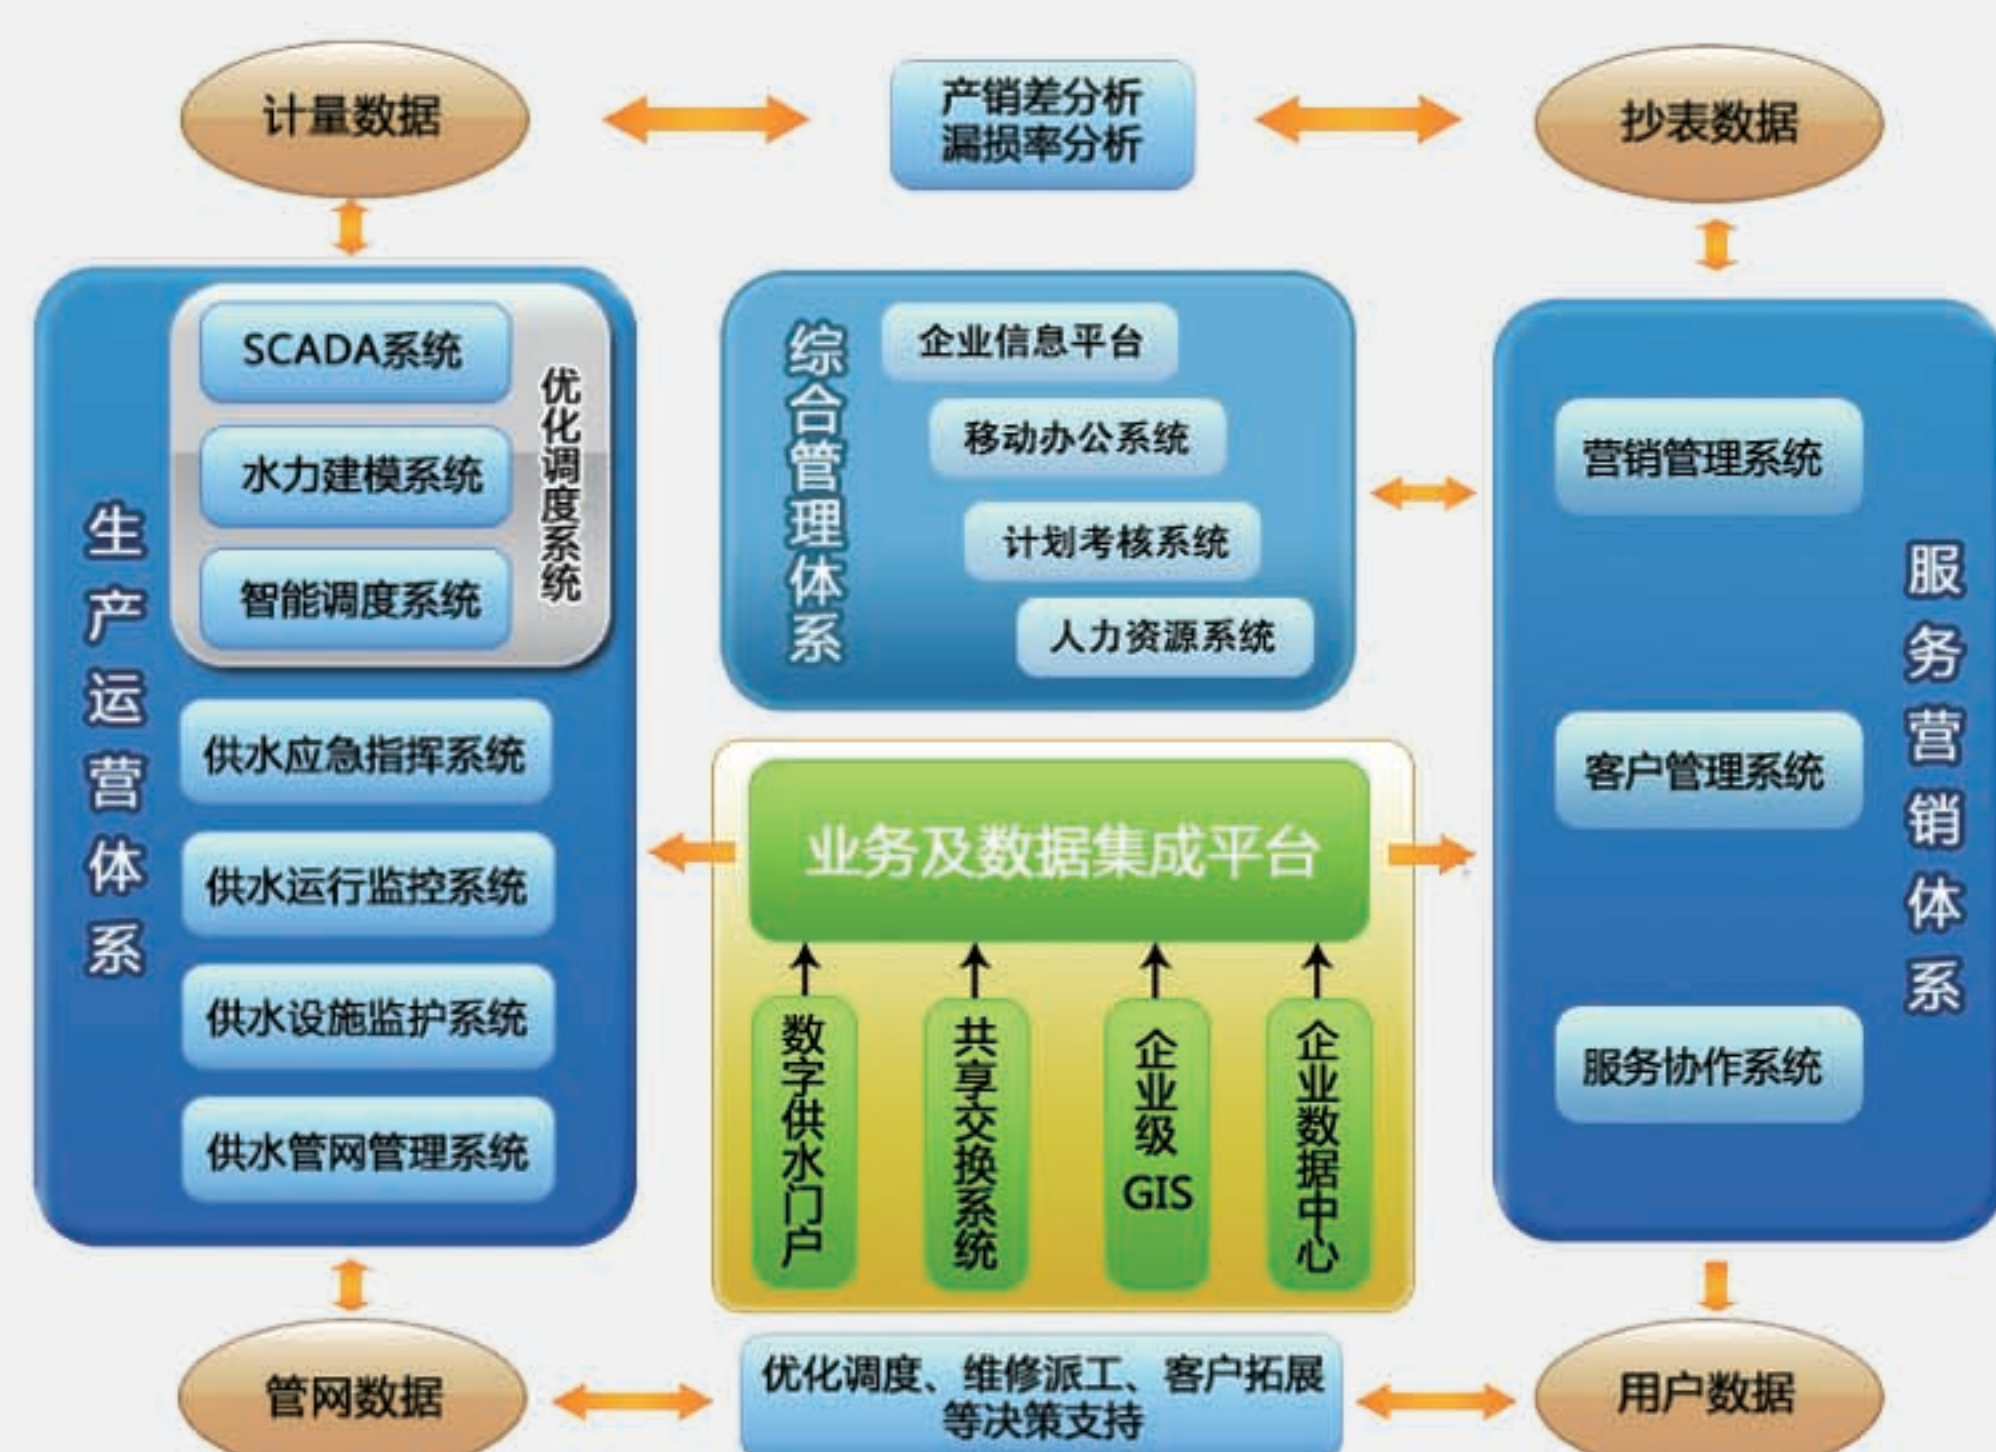 计量数据
产销差分析
漏损率分析
抄表数据
生产运营体系
SCADA系统
水力建模系统
智能调度系统
优化调度系统
供水应急指挥系统
供水运行监控系统
供水设施监护系统
供水管网管理系统
综合管理体系
企业信息平台
移动办公系统
计划考核系统
人力资源系统
业务及数据集成平台
数字供水门户
共享交换系统
企业级
GIS
企业数据中心
营销管理系统
客户管理系统
服务协作系统
服务营销体系
管网数据
优化调度、维修派工、客户拓展
等决策支持
用户数据